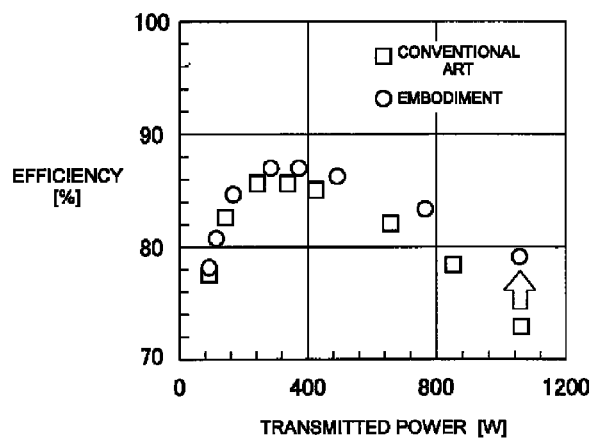 100
CONVENTIONAL
ART
EMBODIMENT
90
EFFICIENCY
[%]
80
70
0 400 800 1200
TRANSMITTED POWER [W]